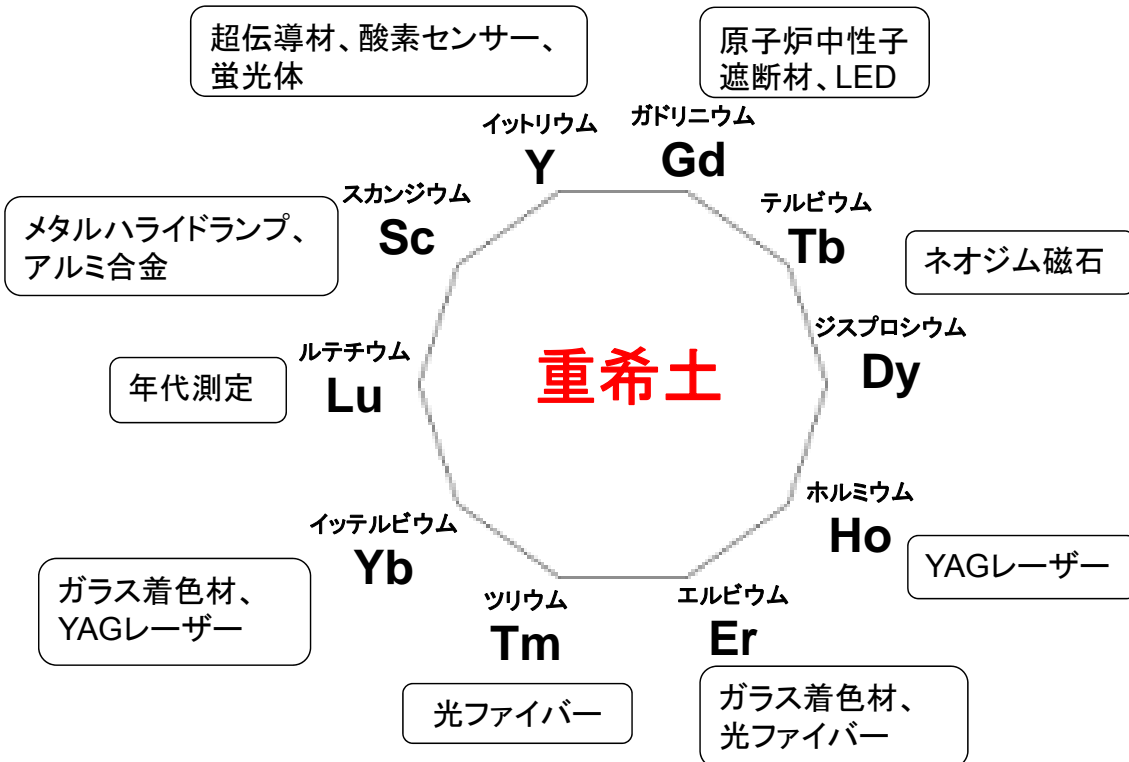 超伝導材、酸素センサー、
蛍光体
原子炉中性子
遮断材、LED
イットリウム
Y
ガドリニウム
Gd
スカンジウム
Sc
テルビウム
Tb
メタルハライドランプ、
アルミ合金
ネオジム磁石
ルテチウム
Lu
重希土
ジスプロシウム
Dy
年代測定
イッテルビウム
Yb
ホルミウム
Ho
ガラス着色材、
YAGレーザー
YAGレーザー
ツリウム
Tm
エルビウム
Er
光ファイバー
ガラス着色材、
光ファイバー